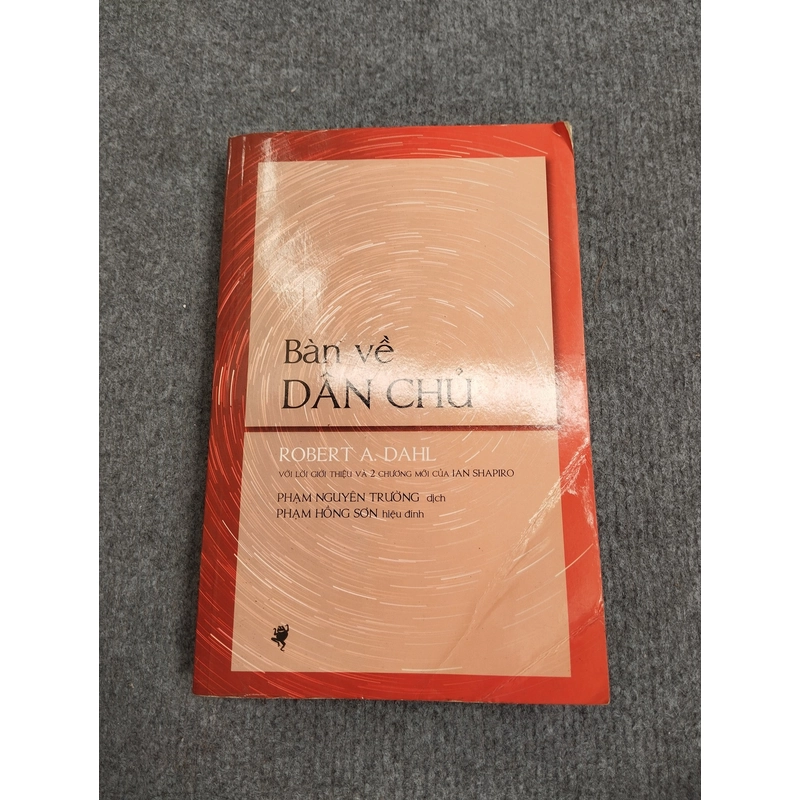 Bàn về
DÂN CHỦ
ROBERT A. DAHL
VỚI LỜI GIỚI THIỆU VÀ 2 CHƯƠNG MỚI CỦA IAN SHAPIRO
PHẠM NGUYÊN TRƯỜNG dịch
PHẠM HỒNG SƠN hiệu đính